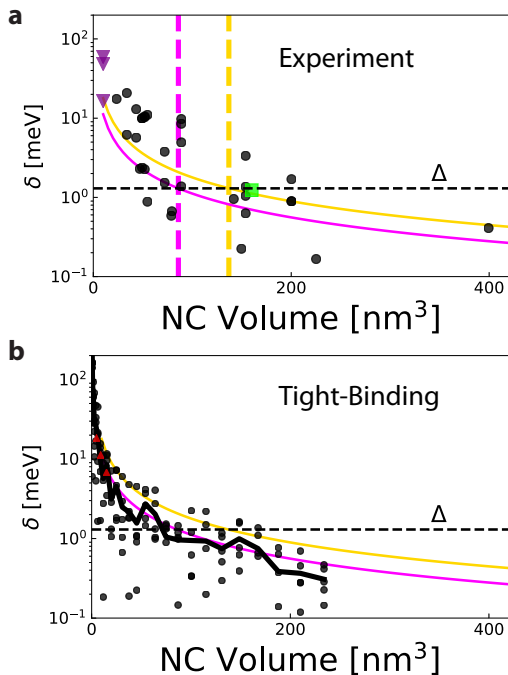 a
10²
10¹
10⁰
10⁻¹
δ [meV]
Experiment
Δ
0
200
400
NC Volume [nm³]
b
10²
10¹
10⁰
10⁻¹
δ [meV]
Tight-Binding
Δ
0
200
400
NC Volume [nm³]